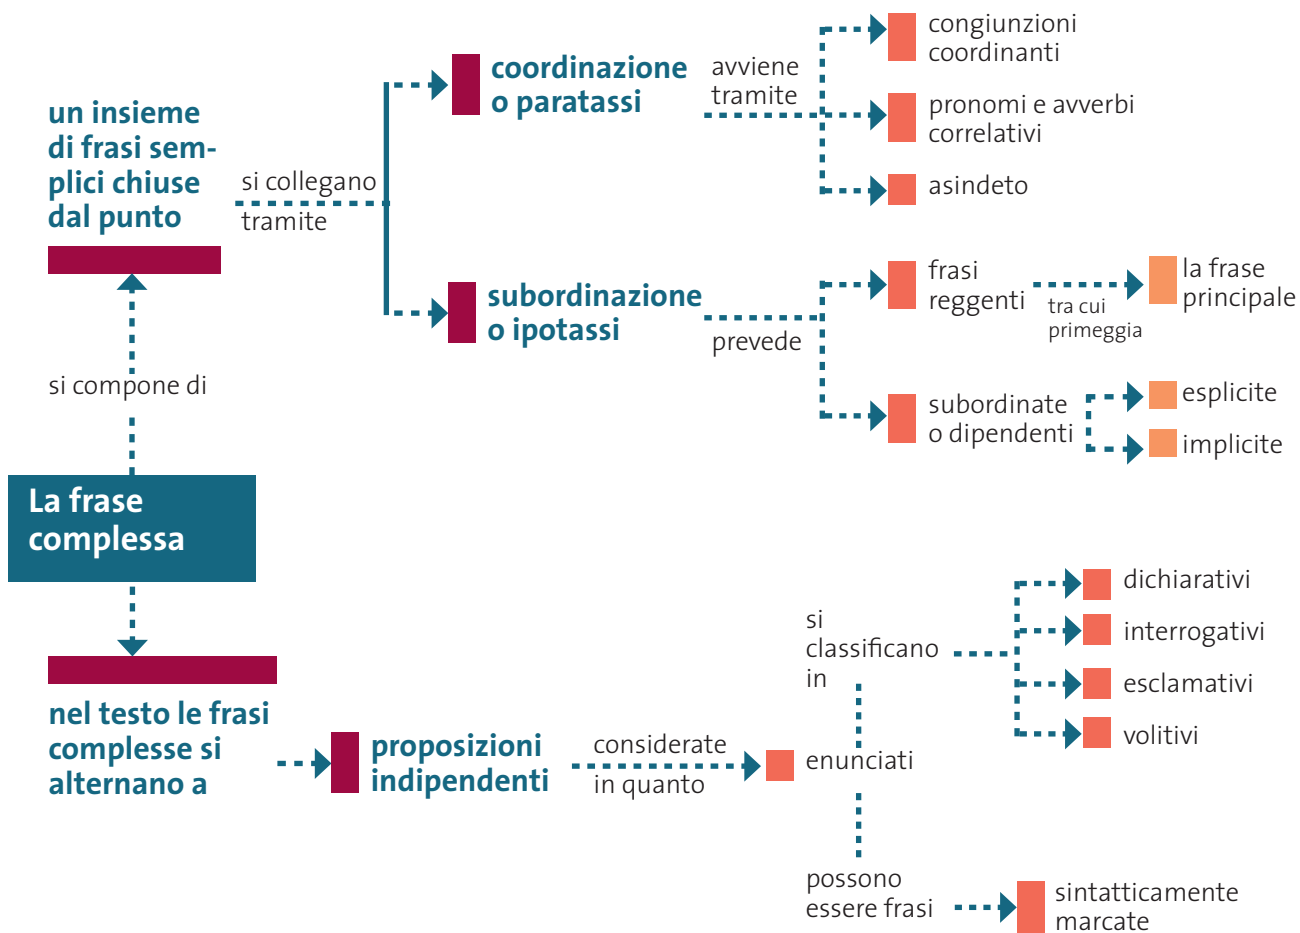 un insieme
di frasi sem-
plici chiuse
dal punto
si collegano
tramite
coordinazione
o paratassi
avviene
tramite
congiunzioni
coordinanti
pronomi e avverbi
correlativi
asindeto
subordinazione
o ipotassi
prevede
frasi
reggenti
tra cui
primeggia
la frase
principale
subordinate
o dipendenti
esplicite
implicite
si compone di
La frase
complessa
nel testo le frasi
complesse si
alternano a
proposizioni
indipendenti
considerate
in quanto
enunciati
si
classificano
in
dichiarativi
interrogativi
esclamativi
volitivi
possono
essere frasi
sintatticamente
marcate